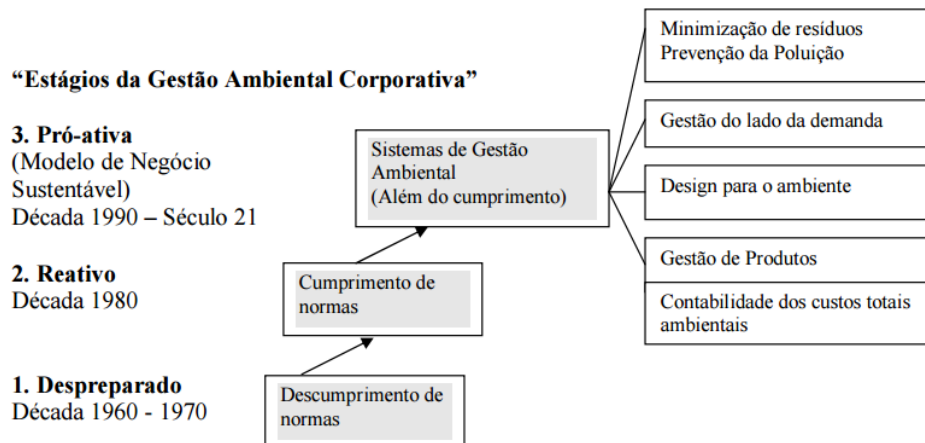 “Estágios da Gestão Ambiental Corporativa”
3. Pró-ativa
(Modelo de Negócio
Sustentável)
Década 1990 – Século 21
2. Reativo
Década 1980
1. Despreparado
Década 1960 - 1970
Sistemas de Gestão
Ambiental
(Além do cumprimento)
Cumprimento de
normas
Descumprimento de
normas
Minimização de resíduos
Prevenção da Poluição
Gestão do lado da demanda
Design para o ambiente
Gestão de Produtos
Contabilidade dos custos totais
ambientais